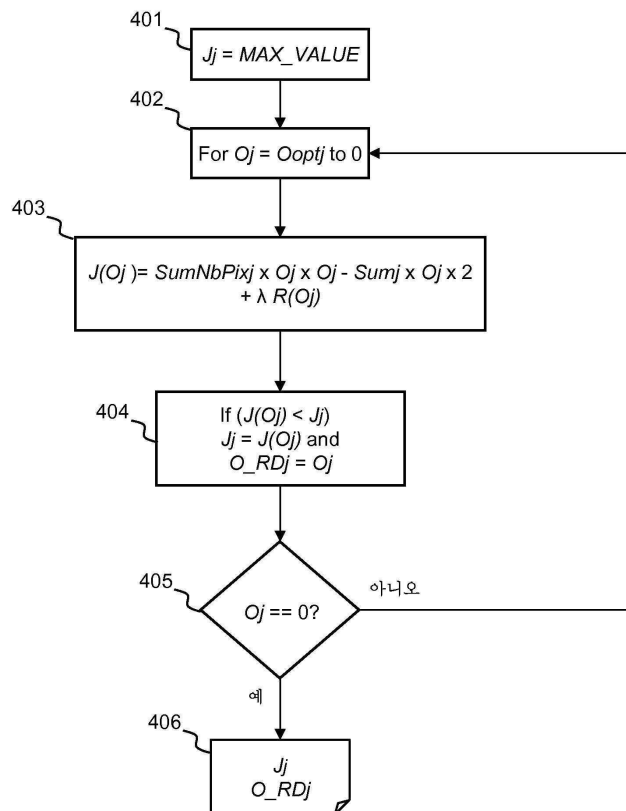 401
Jj = MAX_VALUE
402
For Oj = Ooptj to 0
403
J(Oj )= SumNbPixj x Oj x Oj - Sumj x Oj x 2
+ λ R(Oj)
404
If (J(Oj) < Jj)
Jj = J(Oj) and
O_RDj = Oj
405
Oj == 0?
아니오
예
406
Jj
O_RDj